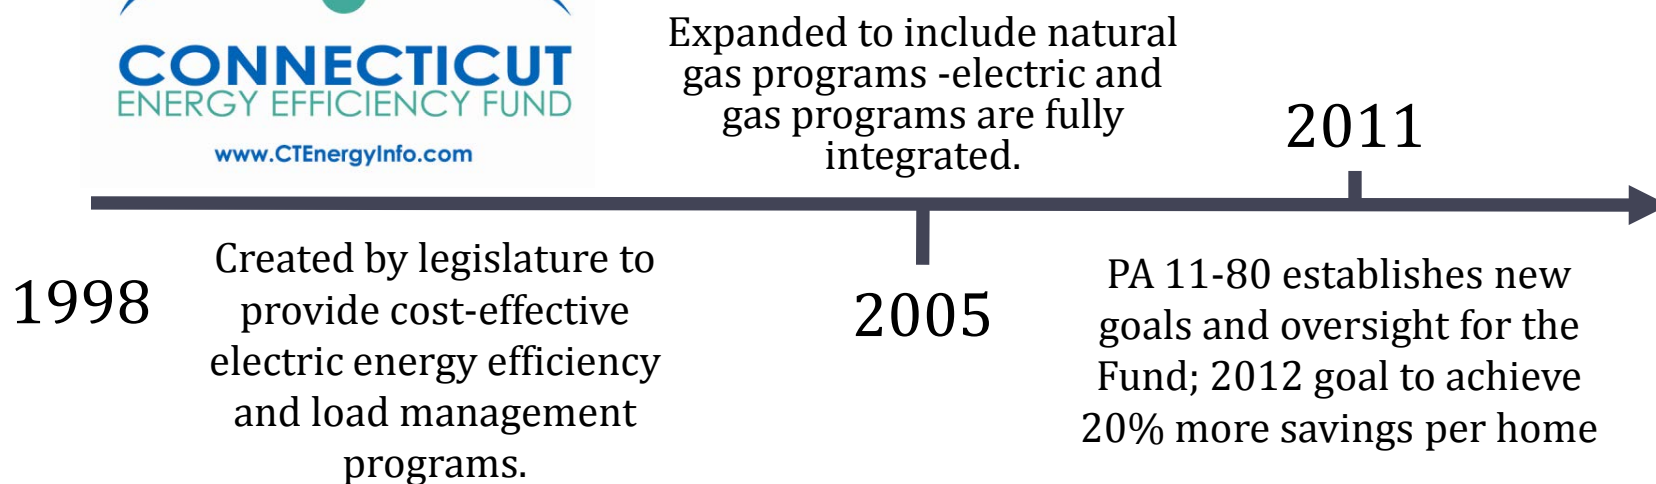 CONNECTICUT
ENERGY EFFICIENCY FUND
www.CTEnergyInfo.com
1998
Created by legislature to
provide cost-effective
electric energy efficiency
and load management
programs.
Expanded to include natural
gas programs -electric and
gas programs are fully
integrated.
2005
2011
PA 11-80 establishes new
goals and oversight for the
Fund; 2012 goal to achieve
20% more savings per home